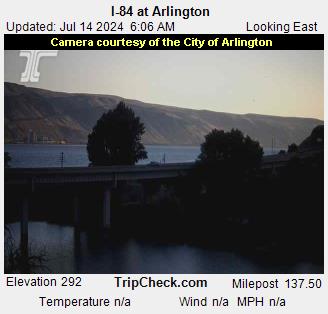 I-84 at Arlington
Updated: Jul 14 2024 6:06 AM Looking East
Camera courtesy of the City of Arlington
Elevation 292 TripCheck.com Milepost 137.50
Temperature n/a Wind n/a MPH n/a